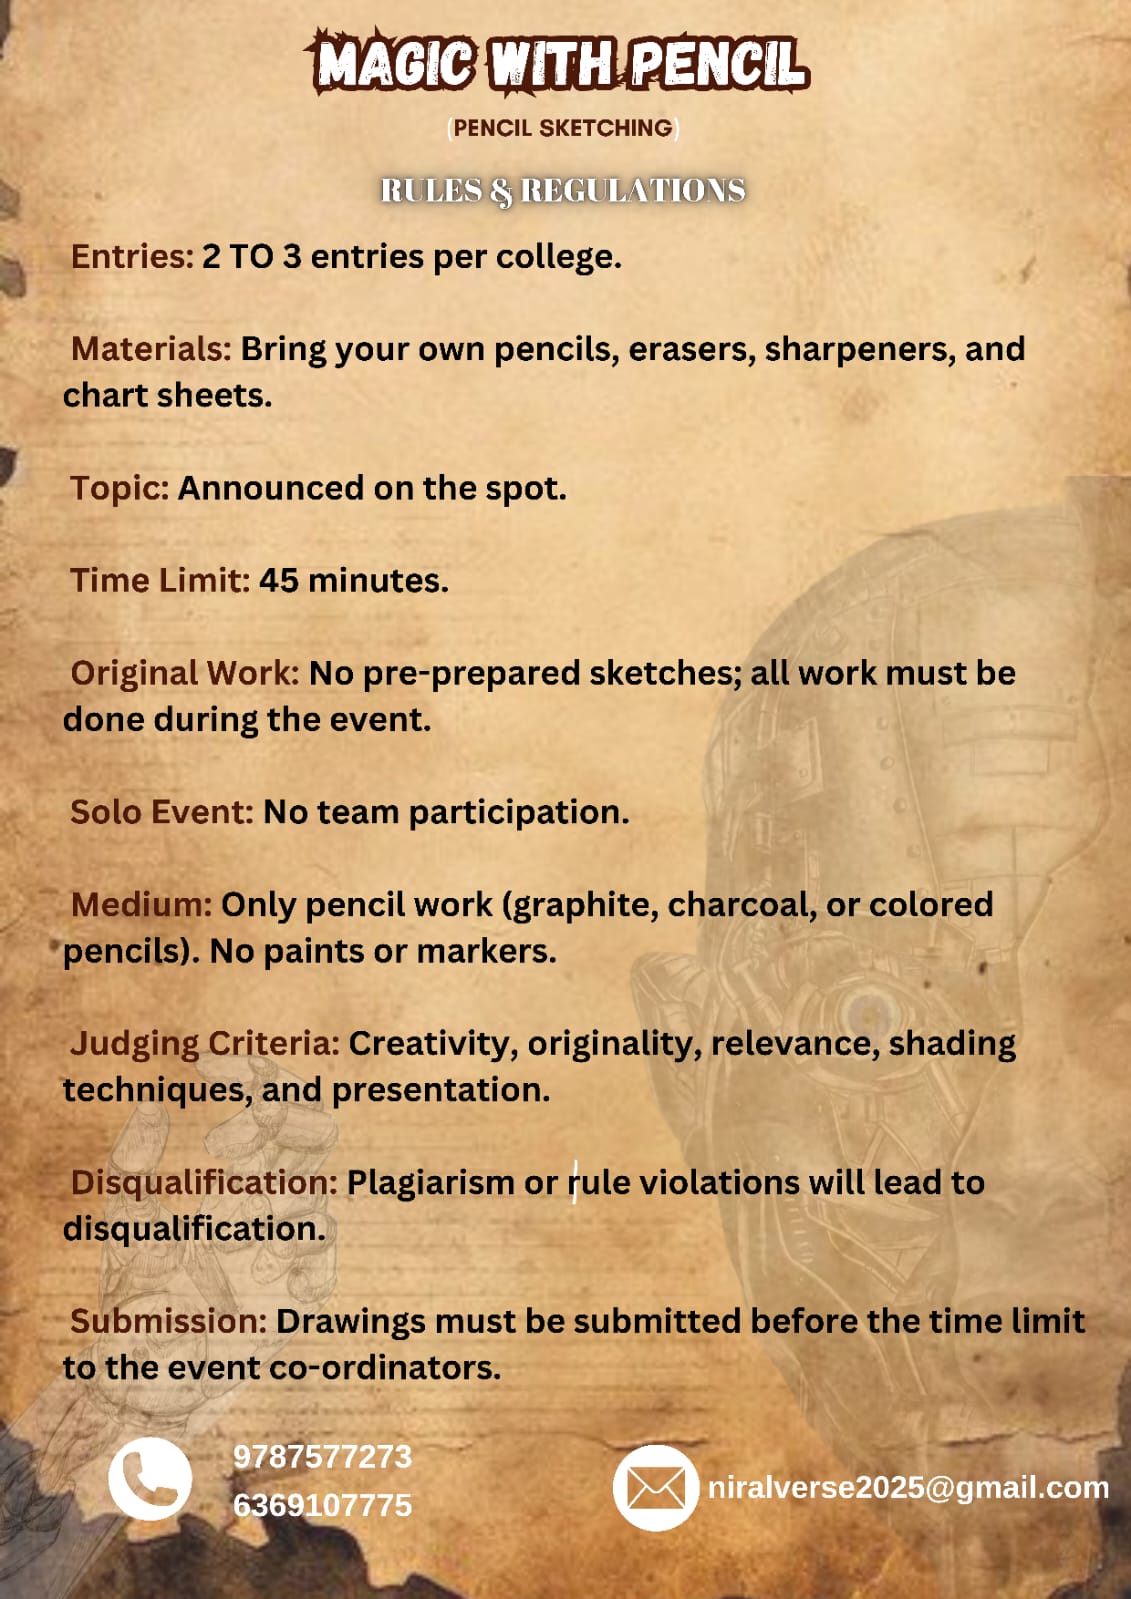 MAGIC WITH PENCIL
(PENCIL SKETCHING)
RULES & REGULATIONS
Entries: 2 TO 3 entries per college.
Materials: Bring your own pencils, erasers, sharpeners, and
chart sheets.
Topic: Announced on the spot.
Time Limit: 45 minutes.
Original Work: No pre-prepared sketches; all work must be
done during the event.
Solo Event: No team participation.
Medium: Only pencil work (graphite, charcoal, or colored
pencils). No paints or markers.
Judging Criteria: Creativity, originality, relevance, shading
techniques, and presentation.
Disqualification: Plagiarism or rule violations will lead to
disqualification.
Submission: Drawings must be submitted before the time limit
to the event co-ordinators.
9787577273
6369107775
niralverse2025@gmail.com